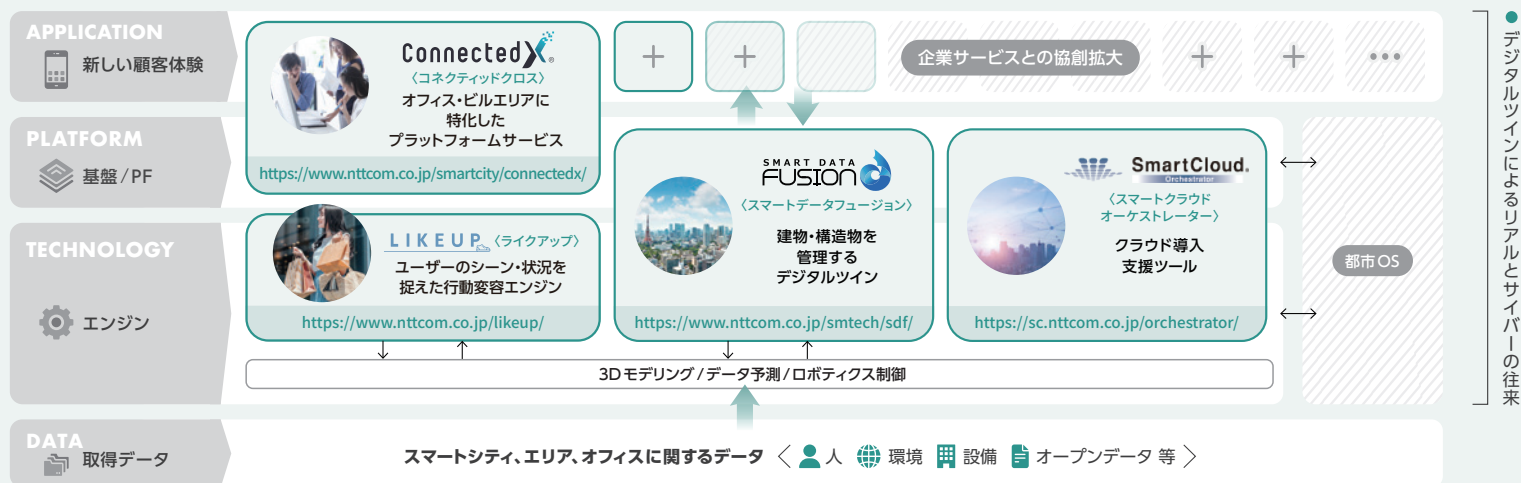 APPLICATION
新しい顧客体験
ConnectedX®
〈コネクティッドクロス〉
オフィス・ビルエリアに
特化した
プラットフォームサービス
https://www.nttcom.co.jp/smartcity/connectedx/
企業サービスとの協創拡大
PLATFORM
基盤/PF
TECHNOLOGY
エンジン
LIKEUP 〈ライクアップ〉
ユーザーのシーン・状況を
捉えた行動変容エンジン
https://www.nttcom.co.jp/likeup/
SMART DATA
FUSION
〈スマートデータフュージョン〉
建物・構造物を
管理する
デジタルツイン
https://www.nttcom.co.jp/smtech/sdf/
SmartCloud®
Orchestrator
〈スマートクラウド
オーケストレーター〉
クラウド導入
支援ツール
https://sc.nttcom.co.jp/orchestrator/
都市OS
3Dモデリング/データ予測/ロボティクス制御
DATA
取得データ
スマートシティ、エリア、オフィスに関するデータ 〈 人 環境 設備 オープンデータ 等 〉
● デジタルツインによるリアルとサイバーの往来